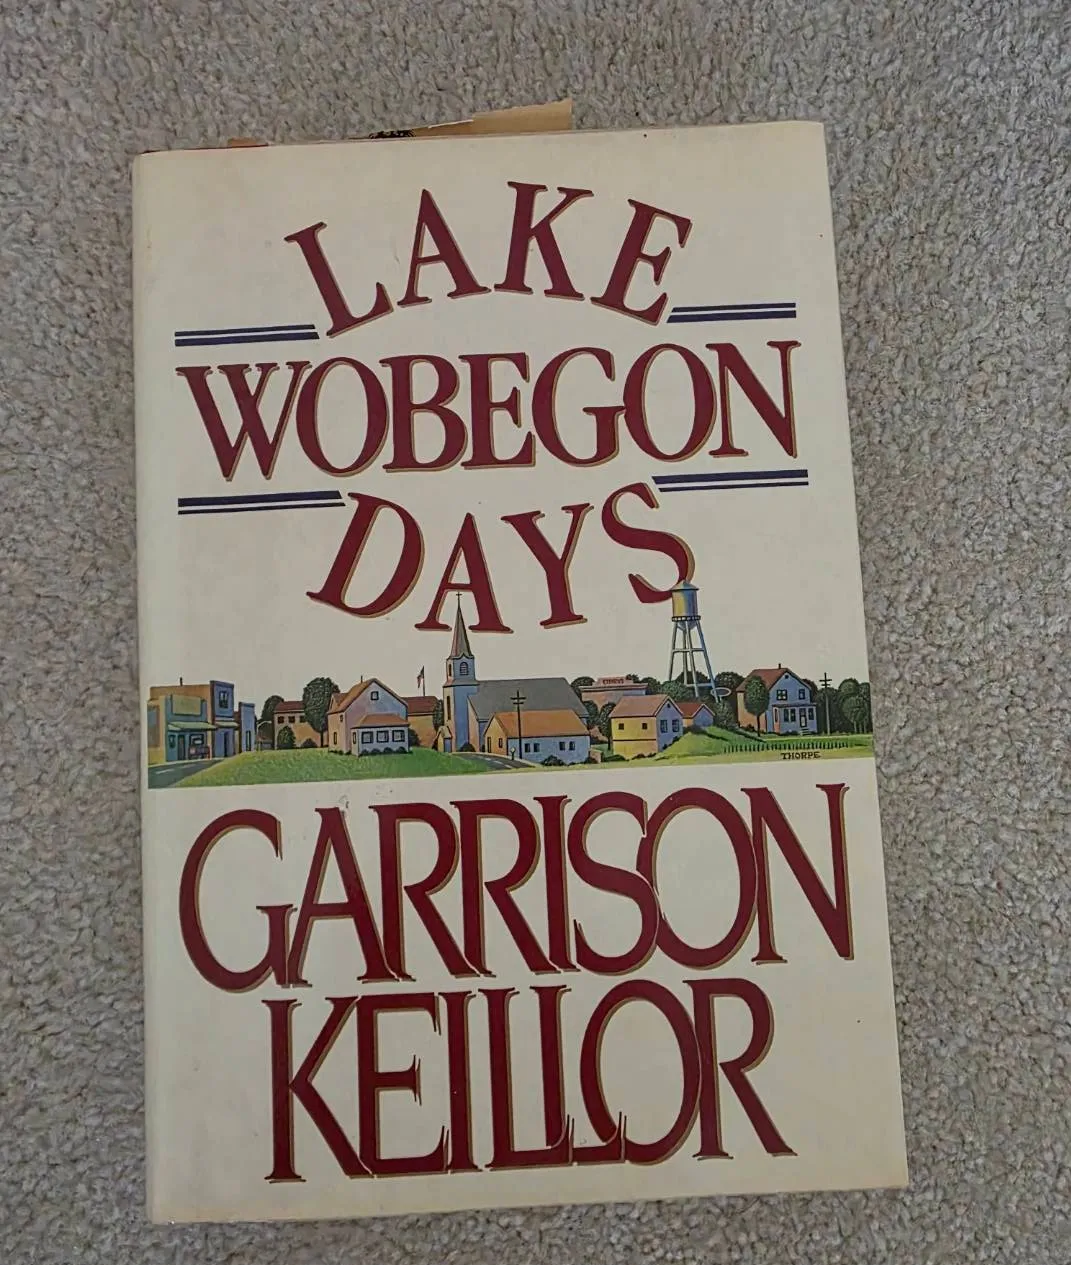 LAKE
WOBEGON
DAYS
THORPE
GARRISON
KEILLOR